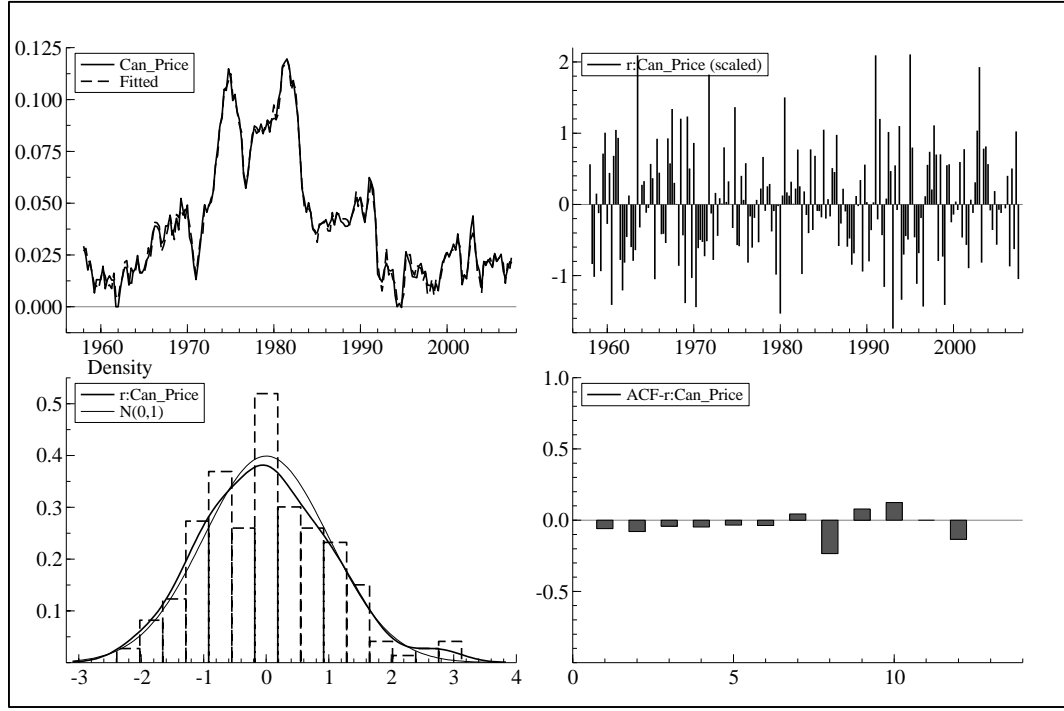 0.125
0.100
0.075
0.050
0.025
0.000
Can_Price
Fitted
1960 1970 1980 1990 2000
2
1
0
-1
r:Can_Price (scaled)
1960 1970 1980 1990 2000
Density
0.5
0.4
0.3
0.2
0.1
r:Can_Price
N(0,1)
-3 -2 -1 0 1 2 3 4
1.0
0.5
0.0
-0.5
ACF-r:Can_Price
0 5 10